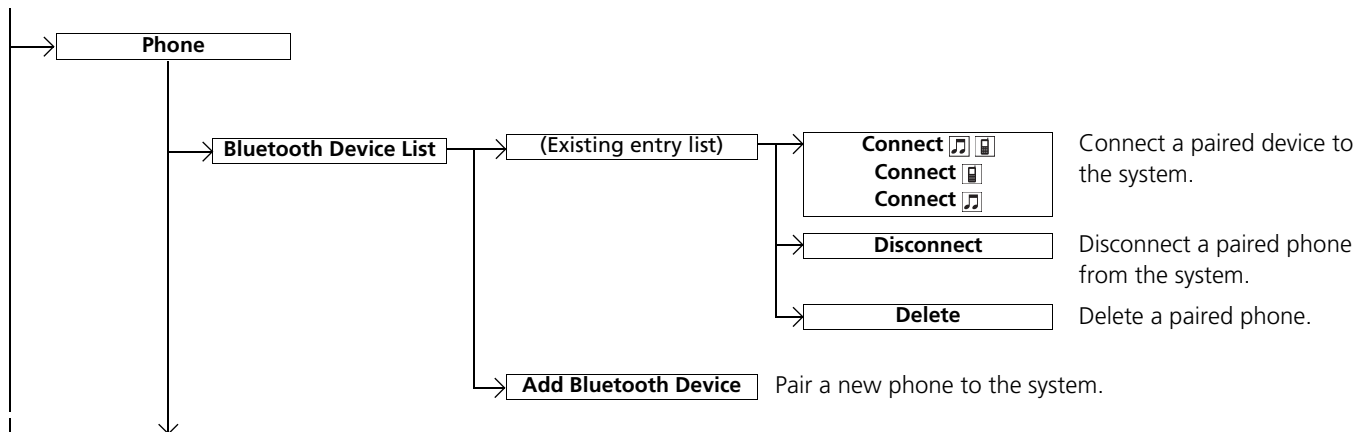 Phone
Bluetooth Device List
(Existing entry list)
Connect
Connect
Connect
Connect a paired device to
the system.
Disconnect
Disconnect a paired phone
from the system.
Delete
Delete a paired phone.
Add Bluetooth Device
Pair a new phone to the system.